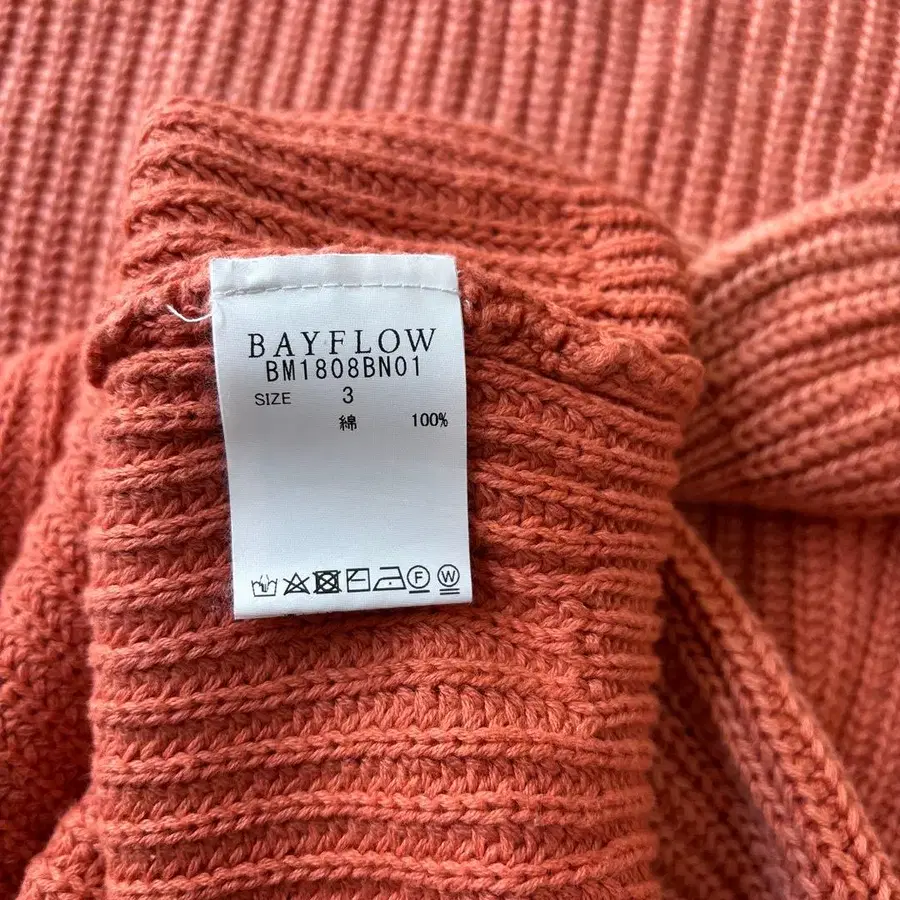 BAYFLOW
BM1808BN01
SIZE 3
綿 100%
F W